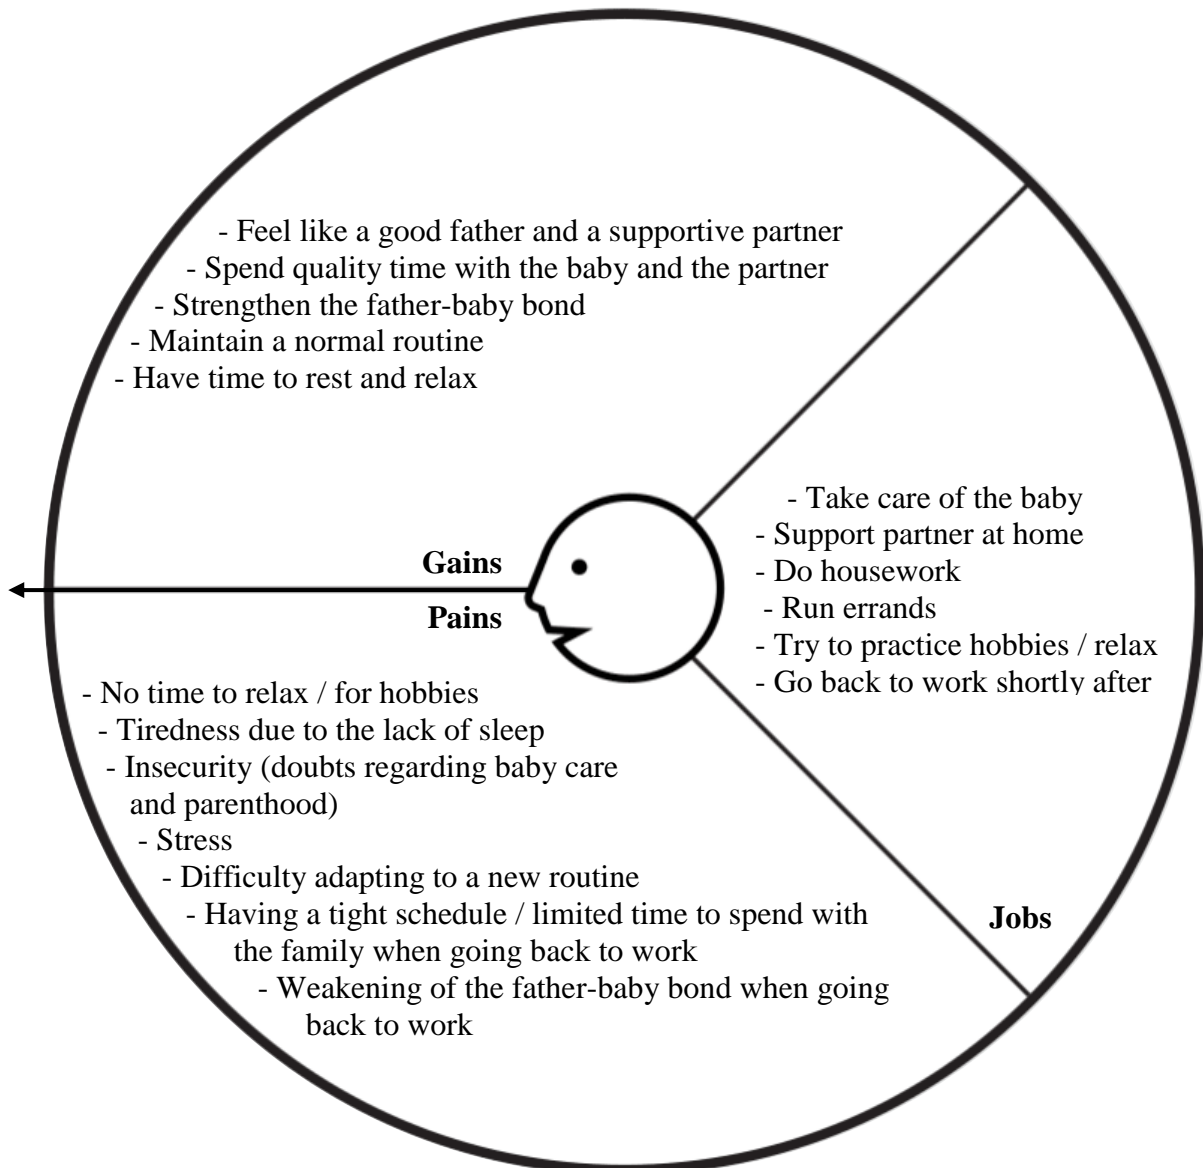 - Feel like a good father and a supportive partner
- Spend quality time with the baby and the partner
- Strengthen the father-baby bond
- Maintain a normal routine
- Have time to rest and relax
Gains
Pains
- No time to relax / for hobbies
- Tiredness due to the lack of sleep
- Insecurity (doubts regarding baby care
and parenthood)
- Stress
- Difficulty adapting to a new routine
- Having a tight schedule / limited time to spend with
the family when going back to work
- Weakening of the father-baby bond when going
back to work
- Take care of the baby
- Support partner at home
- Do housework
- Run errands
- Try to practice hobbies / relax
- Go back to work shortly after
Jobs